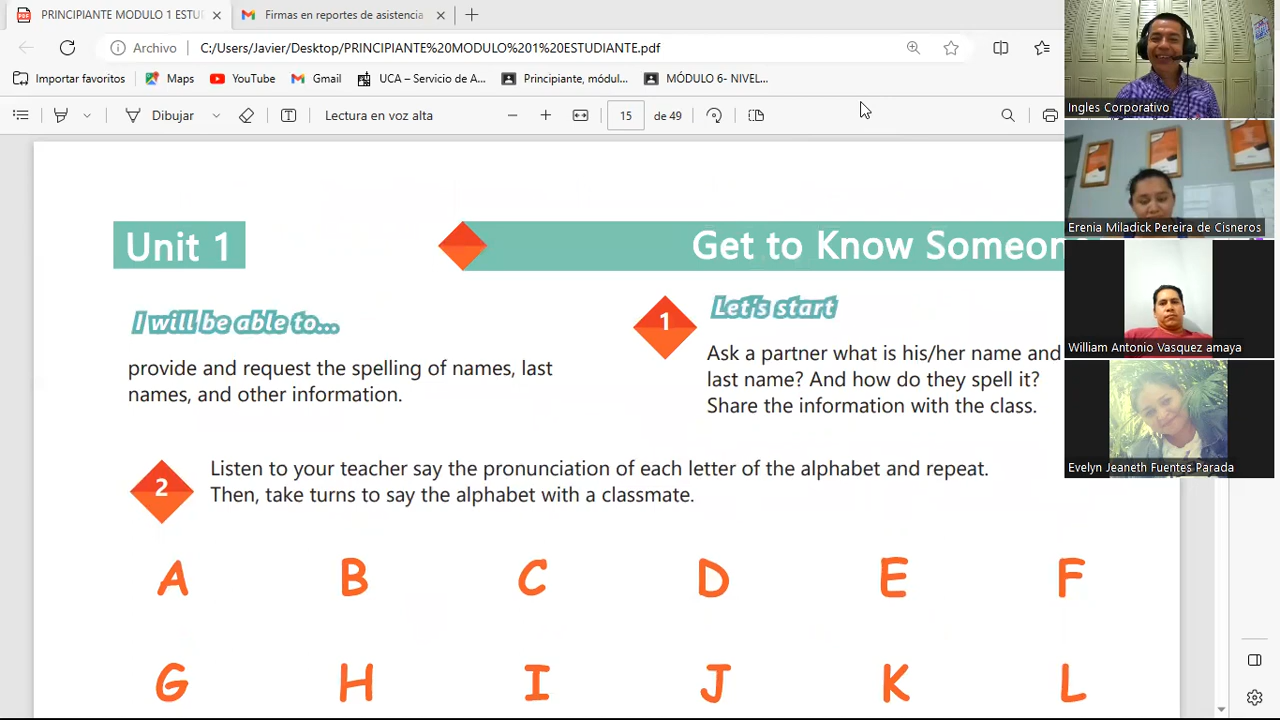 PRINCIPIANTE MODULO 1 ESTU
Firmas en reportes de asistencia
Archivo
C:/Users/Javier/Desktop/PRINCIPIANTE%20MODULO%201%20ESTUDIANTE.pdf
Importar favoritos
Maps
YouTube
Gmail
UCA – Servicio de A...
Principiante, módul...
MÓDULO 6- NIVEL...
Dibujar
Lectura en voz alta
15
de 49
Unit 1
Get to Know Someon
I will be able to...
provide and request the spelling of names, last
names, and other information.
1
Let's start
Ask a partner what is his/her name and
last name? And how do they spell it?
Share the information with the class.
2
Listen to your teacher say the pronunciation of each letter of the alphabet and repeat.
Then, take turns to say the alphabet with a classmate.
A B C D E F
G H I J K L
Ingles Corporativo
Erenia Miladick Pereira de Cisneros
William Antonio Vasquez amaya
Evelyn Jeaneth Fuentes Parada